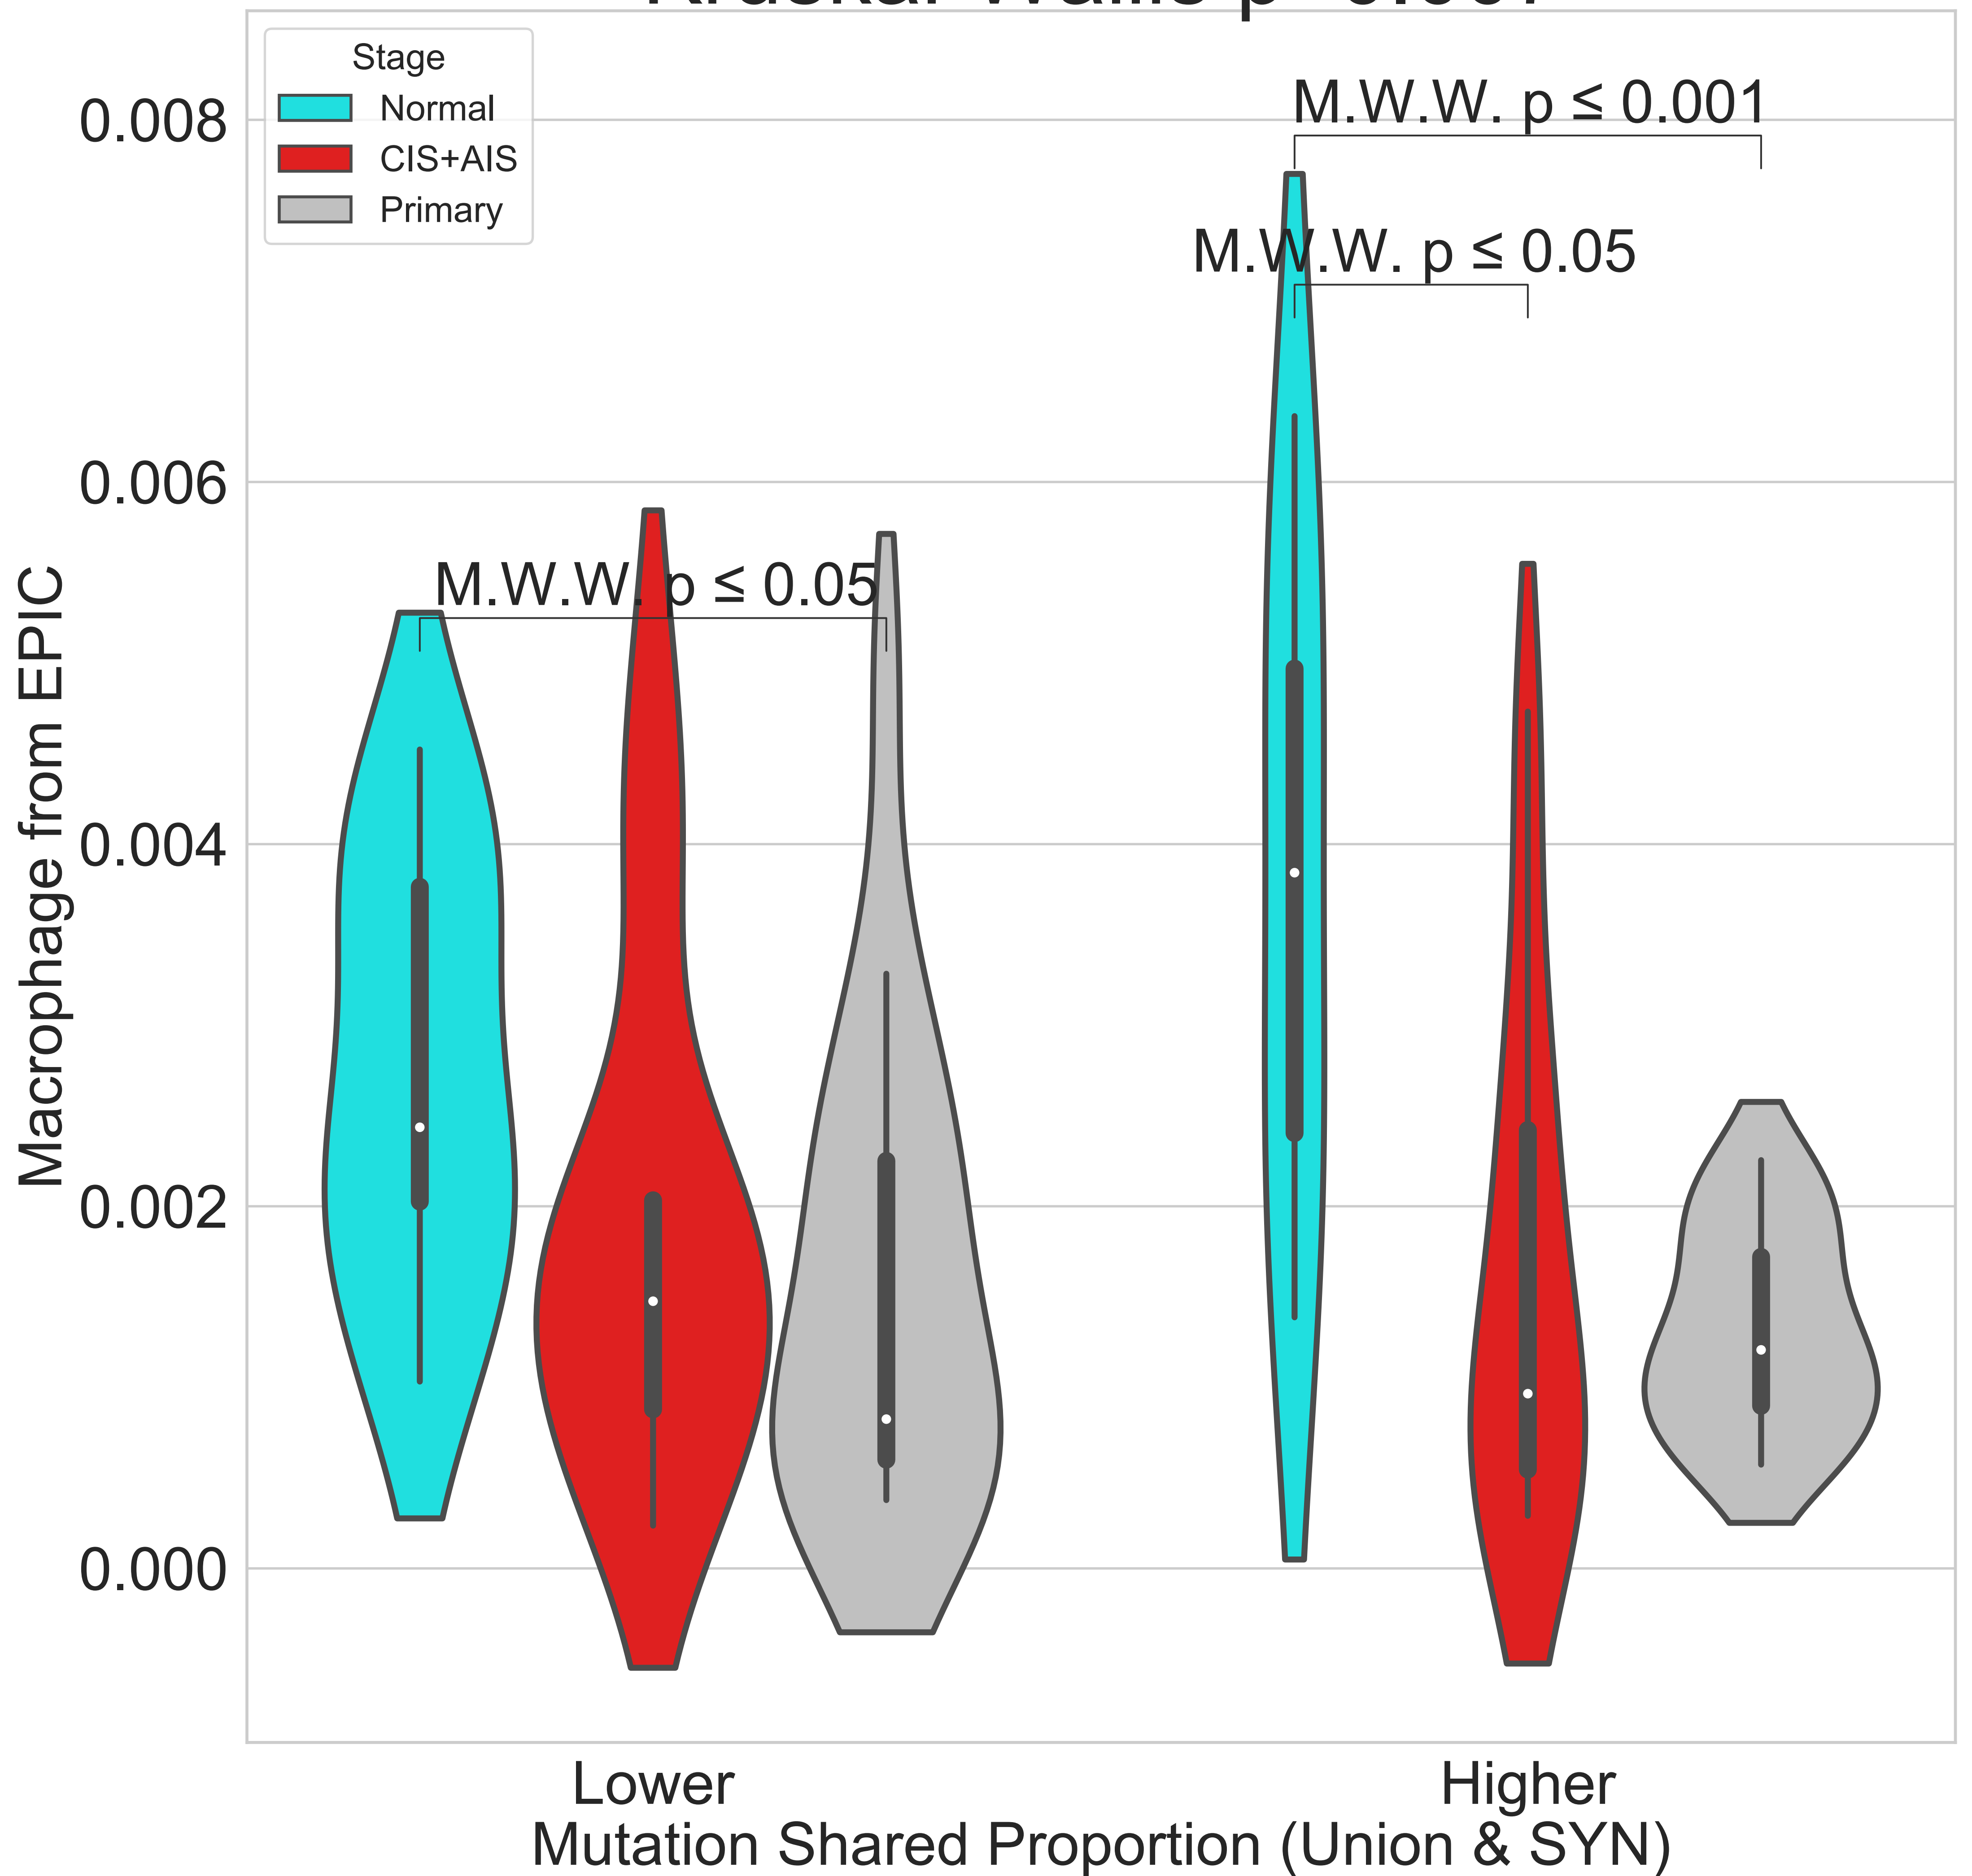 Stage
Normal
CIS+AIS
Primary
M.W.W. p ≤ 0.001
M.W.W. p ≤ 0.05
M.W.W. p ≤ 0.05
0.008
0.006
0.004
0.002
0.000
Macrophage from EPIC
Lower
Higher
Mutation Shared Proportion (Union & SYN)